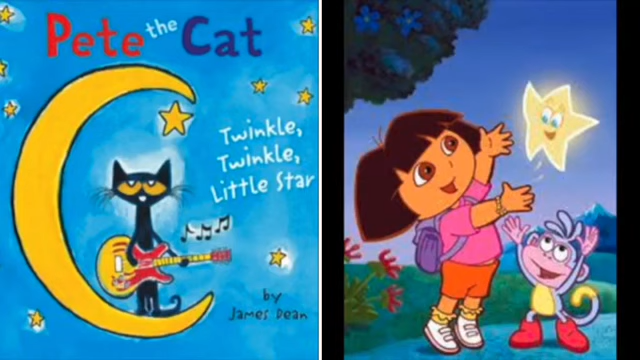 Pete the Cat
Twinkle,
Twinkle,
Little Star
by
James Dean